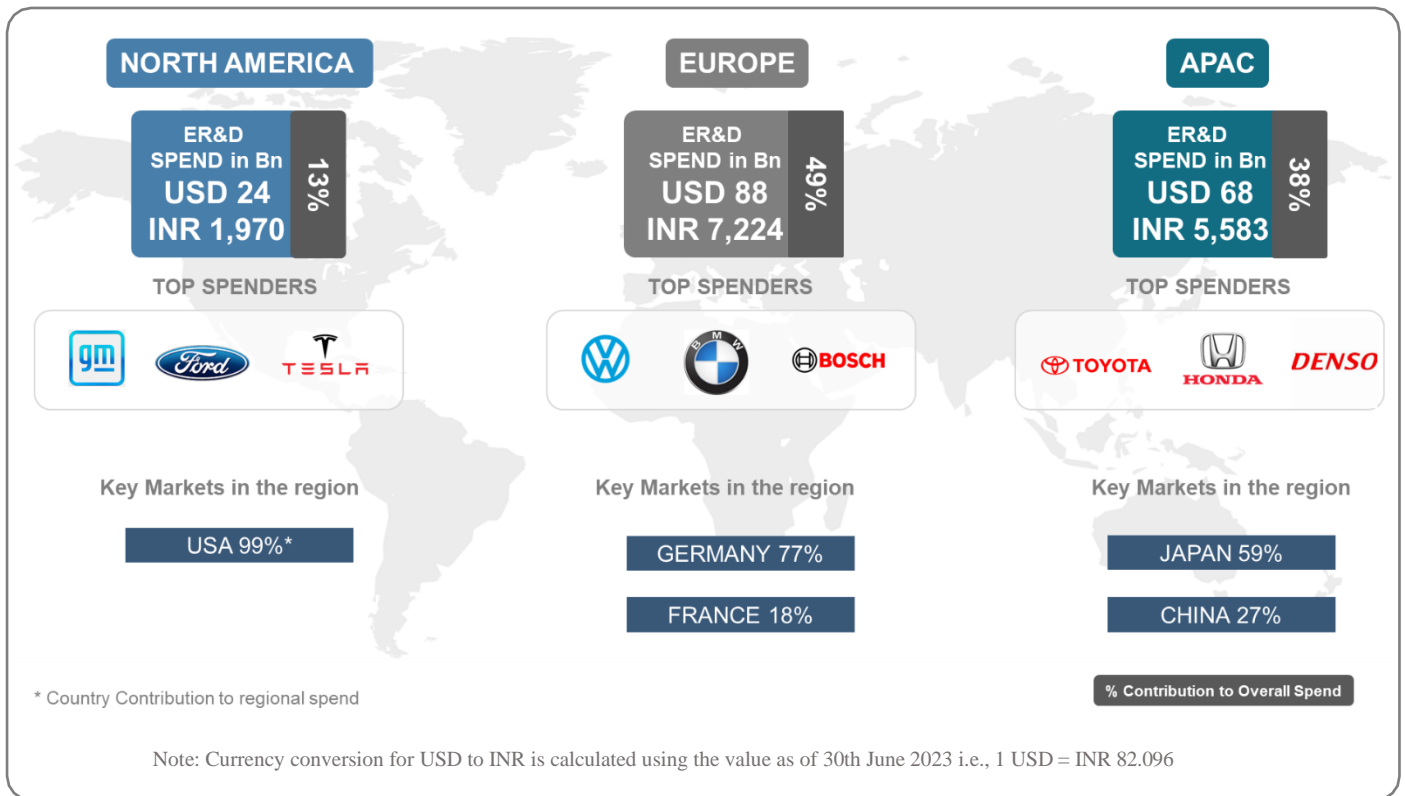 NORTH AMERICA
ER&D
SPEND in Bn
USD 24
INR 1,970
13%
TOP SPENDERS
gm
Ford
TESLA
Key Markets in the region
USA 99%*
EUROPE
ER&D
SPEND in Bn
USD 88
INR 7,224
49%
TOP SPENDERS
VW
BMW
BOSCH
Key Markets in the region
GERMANY 77%
FRANCE 18%
APAC
ER&D
SPEND in Bn
USD 68
INR 5,583
38%
TOP SPENDERS
TOYOTA
HONDA
DENSO
Key Markets in the region
JAPAN 59%
CHINA 27%
* Country Contribution to regional spend
% Contribution to Overall Spend
Note: Currency conversion for USD to INR is calculated using the value as of 30th June 2023 i.e., 1 USD = INR 82.096